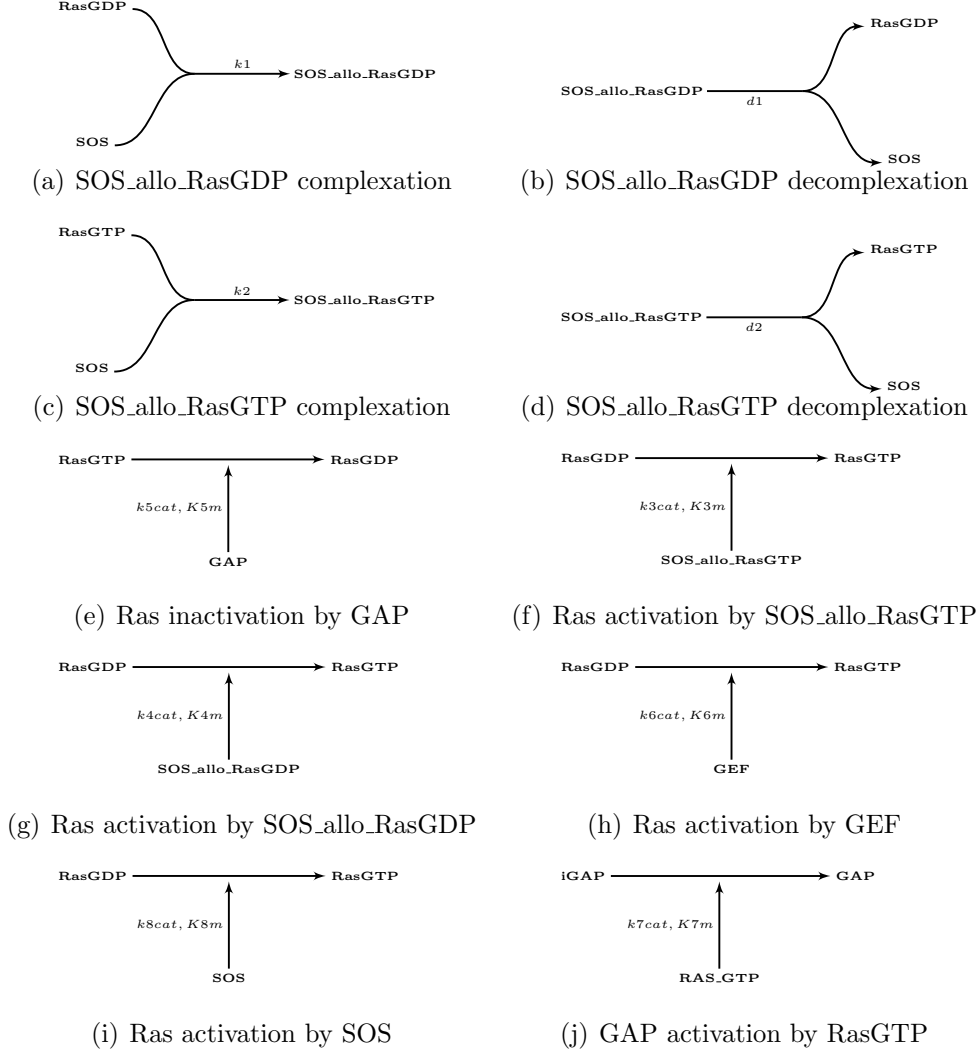 RasGDP
k1
SOS_allo_RasGDP
SOS
(a) SOS_allo_RasGDP complexation
RasGDP
SOS_allo_RasGDP
d1
SOS
(b) SOS_allo_RasGDP decomplexation
RasGTP
k2
SOS_allo_RasGTP
SOS
(c) SOS_allo_RasGTP complexation
RasGTP
SOS_allo_RasGTP
d2
SOS
(d) SOS_allo_RasGTP decomplexation
RasGTP RasGDP
k5cat, K5m
GAP
(e) Ras inactivation by GAP
RasGDP RasGTP
k3cat, K3m
SOS_allo_RasGTP
(f) Ras activation by SOS_allo_RasGTP
RasGDP RasGTP
k4cat, K4m
SOS_allo_RasGDP
(g) Ras activation by SOS_allo_RasGDP
RasGDP RasGTP
k6cat, K6m
GEF
(h) Ras activation by GEF
RasGDP RasGTP
k8cat, K8m
SOS
(i) Ras activation by SOS
iGAP GAP
k7cat, K7m
RAS_GTP
(j) GAP activation by RasGTP